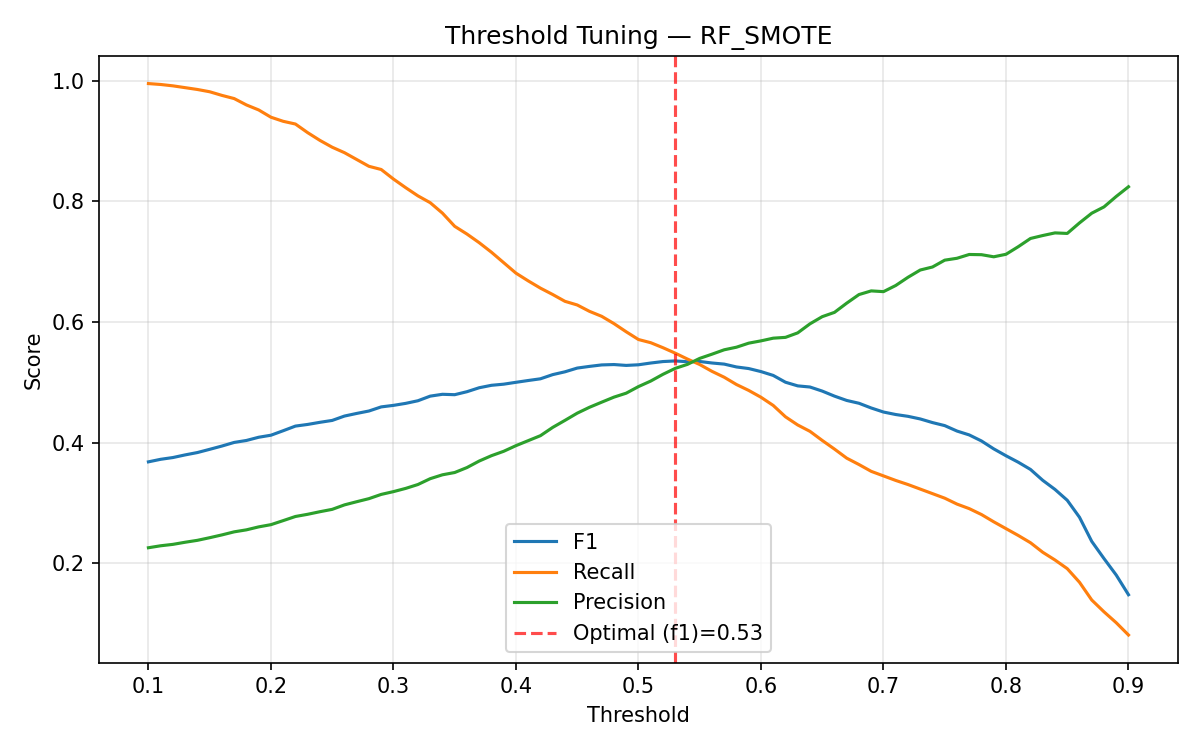 Threshold Tuning — RF_SMOTE
Score
1.0
0.8
0.6
0.4
0.2
F1
Recall
Precision
Optimal (f1)=0.53
0.1 0.2 0.3 0.4 0.5 0.6 0.7 0.8 0.9
Threshold